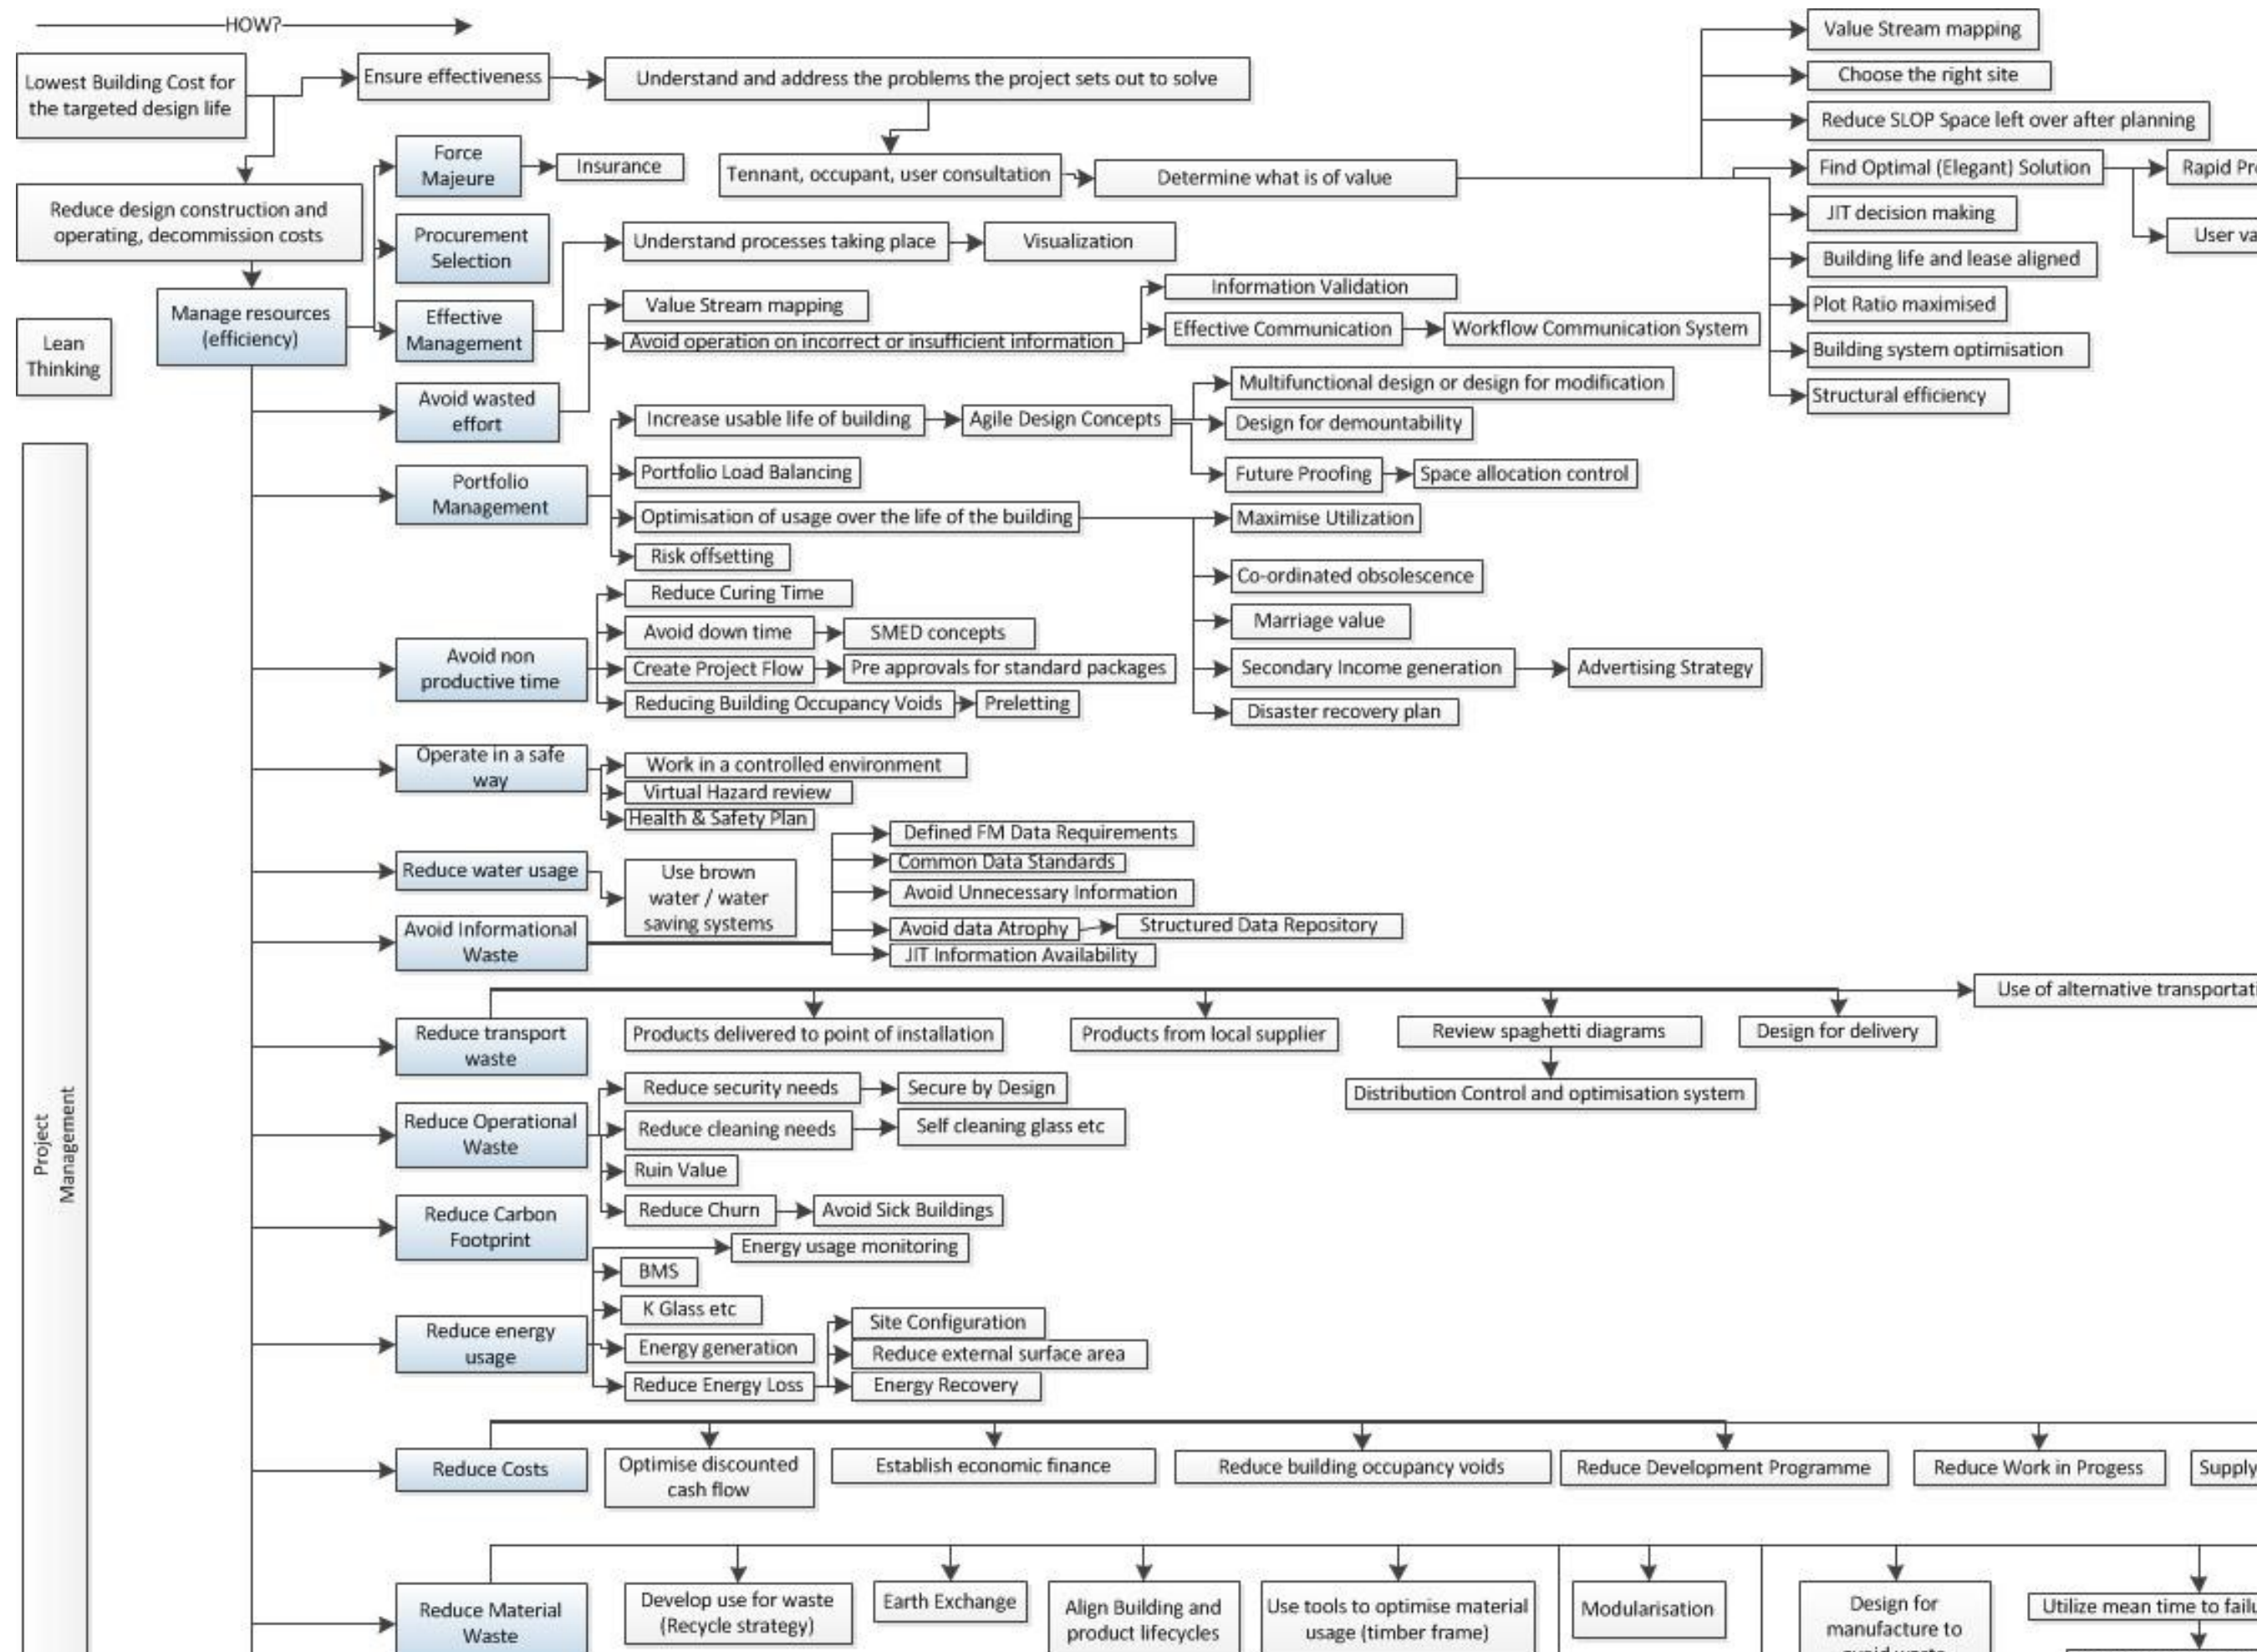 HOW?
Lowest Building Cost for
the targeted design life
Ensure effectiveness
Understand and address the problems the project sets out to solve
Value Stream mapping
Choose the right site
Reduce SLOP Space left over after planning
Find Optimal (Elegant) Solution
Rapid Pr
JIT decision making
User va
Building life and lease aligned
Plot Ratio maximised
Building system optimisation
Structural efficiency
Force
Majeure
Insurance
Tennant, occupant, user consultation
Determine what is of value
Reduce design construction and
operating, decommission costs
Procurement
Selection
Understand processes taking place
Visualization
Manage resources
(efficiency)
Effective
Management
Value Stream mapping
Avoid operation on incorrect or insufficient information
Information Validation
Effective Communication
Workflow Communication System
Lean
Thinking
Avoid wasted
effort
Increase usable life of building
Agile Design Concepts
Multifunctional design or design for modification
Design for demountability
Future Proofing
Space allocation control
Portfolio
Management
Portfolio Load Balancing
Optimisation of usage over the life of the building
Risk offsetting
Maximise Utilization
Co-ordinated obsolescence
Marriage value
Secondary Income generation
Advertising Strategy
Disaster recovery plan
Avoid non
productive time
Reduce Curing Time
Avoid down time
SMED concepts
Create Project Flow
Pre approvals for standard packages
Reducing Building Occupancy Voids
Preletting
Operate in a safe
way
Work in a controlled environment
Virtual Hazard review
Health & Safety Plan
Reduce water usage
Use brown
water / water
saving systems
Avoid Informational
Waste
Defined FM Data Requirements
Common Data Standards
Avoid Unnecessary Information
Avoid data Atrophy
Structured Data Repository
JIT Information Availability
Reduce transport
waste
Products delivered to point of installation
Products from local supplier
Review spaghetti diagrams
Design for delivery
Use of alternative transportati
Distribution Control and optimisation system
Project
Management
Reduce Operational
Waste
Reduce security needs
Secure by Design
Reduce cleaning needs
Self cleaning glass etc
Ruin Value
Reduce Churn
Avoid Sick Buildings
Reduce Carbon
Footprint
Energy usage monitoring
BMS
K Glass etc
Reduce energy
usage
Energy generation
Reduce Energy Loss
Site Configuration
Reduce external surface area
Energy Recovery
Reduce Costs
Optimise discounted
cash flow
Establish economic finance
Reduce building occupancy voids
Reduce Development Programme
Reduce Work in Progess
Supply
Reduce Material
Waste
Develop use for waste
(Recycle strategy)
Earth Exchange
Align Building and
product lifecycles
Use tools to optimise material
usage (timber frame)
Modularisation
Design for
manufacture to
avoid waste
Utilize mean time to failu